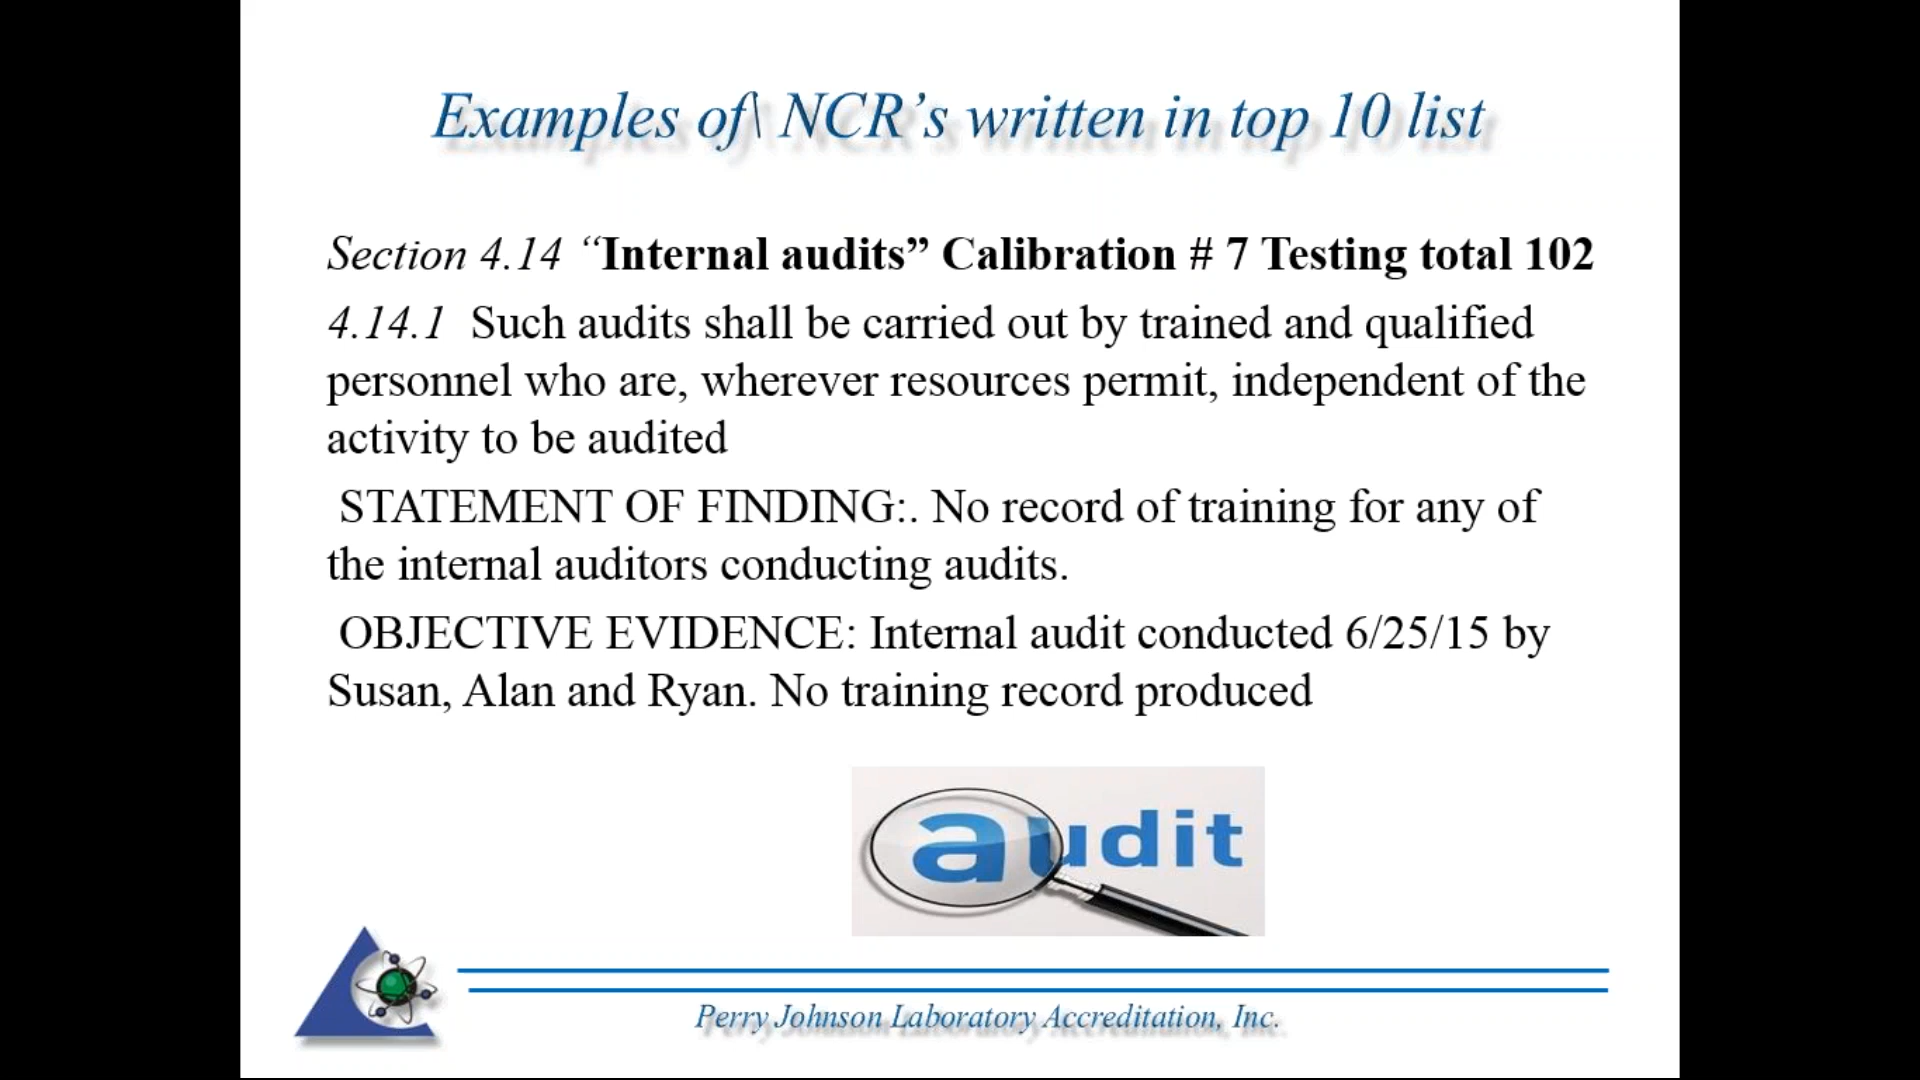 Examples of\ NCR’s written in top 10 list
Section 4.14 “Internal audits” Calibration # 7 Testing total 102
4.14.1  Such audits shall be carried out by trained and qualified
personnel who are, wherever resources permit, independent of the
activity to be audited
STATEMENT OF FINDING:. No record of training for any of
the internal auditors conducting audits.
OBJECTIVE EVIDENCE: Internal audit conducted 6/25/15 by
Susan, Alan and Ryan. No training record produced
audit
Perry Johnson Laboratory Accreditation, Inc.